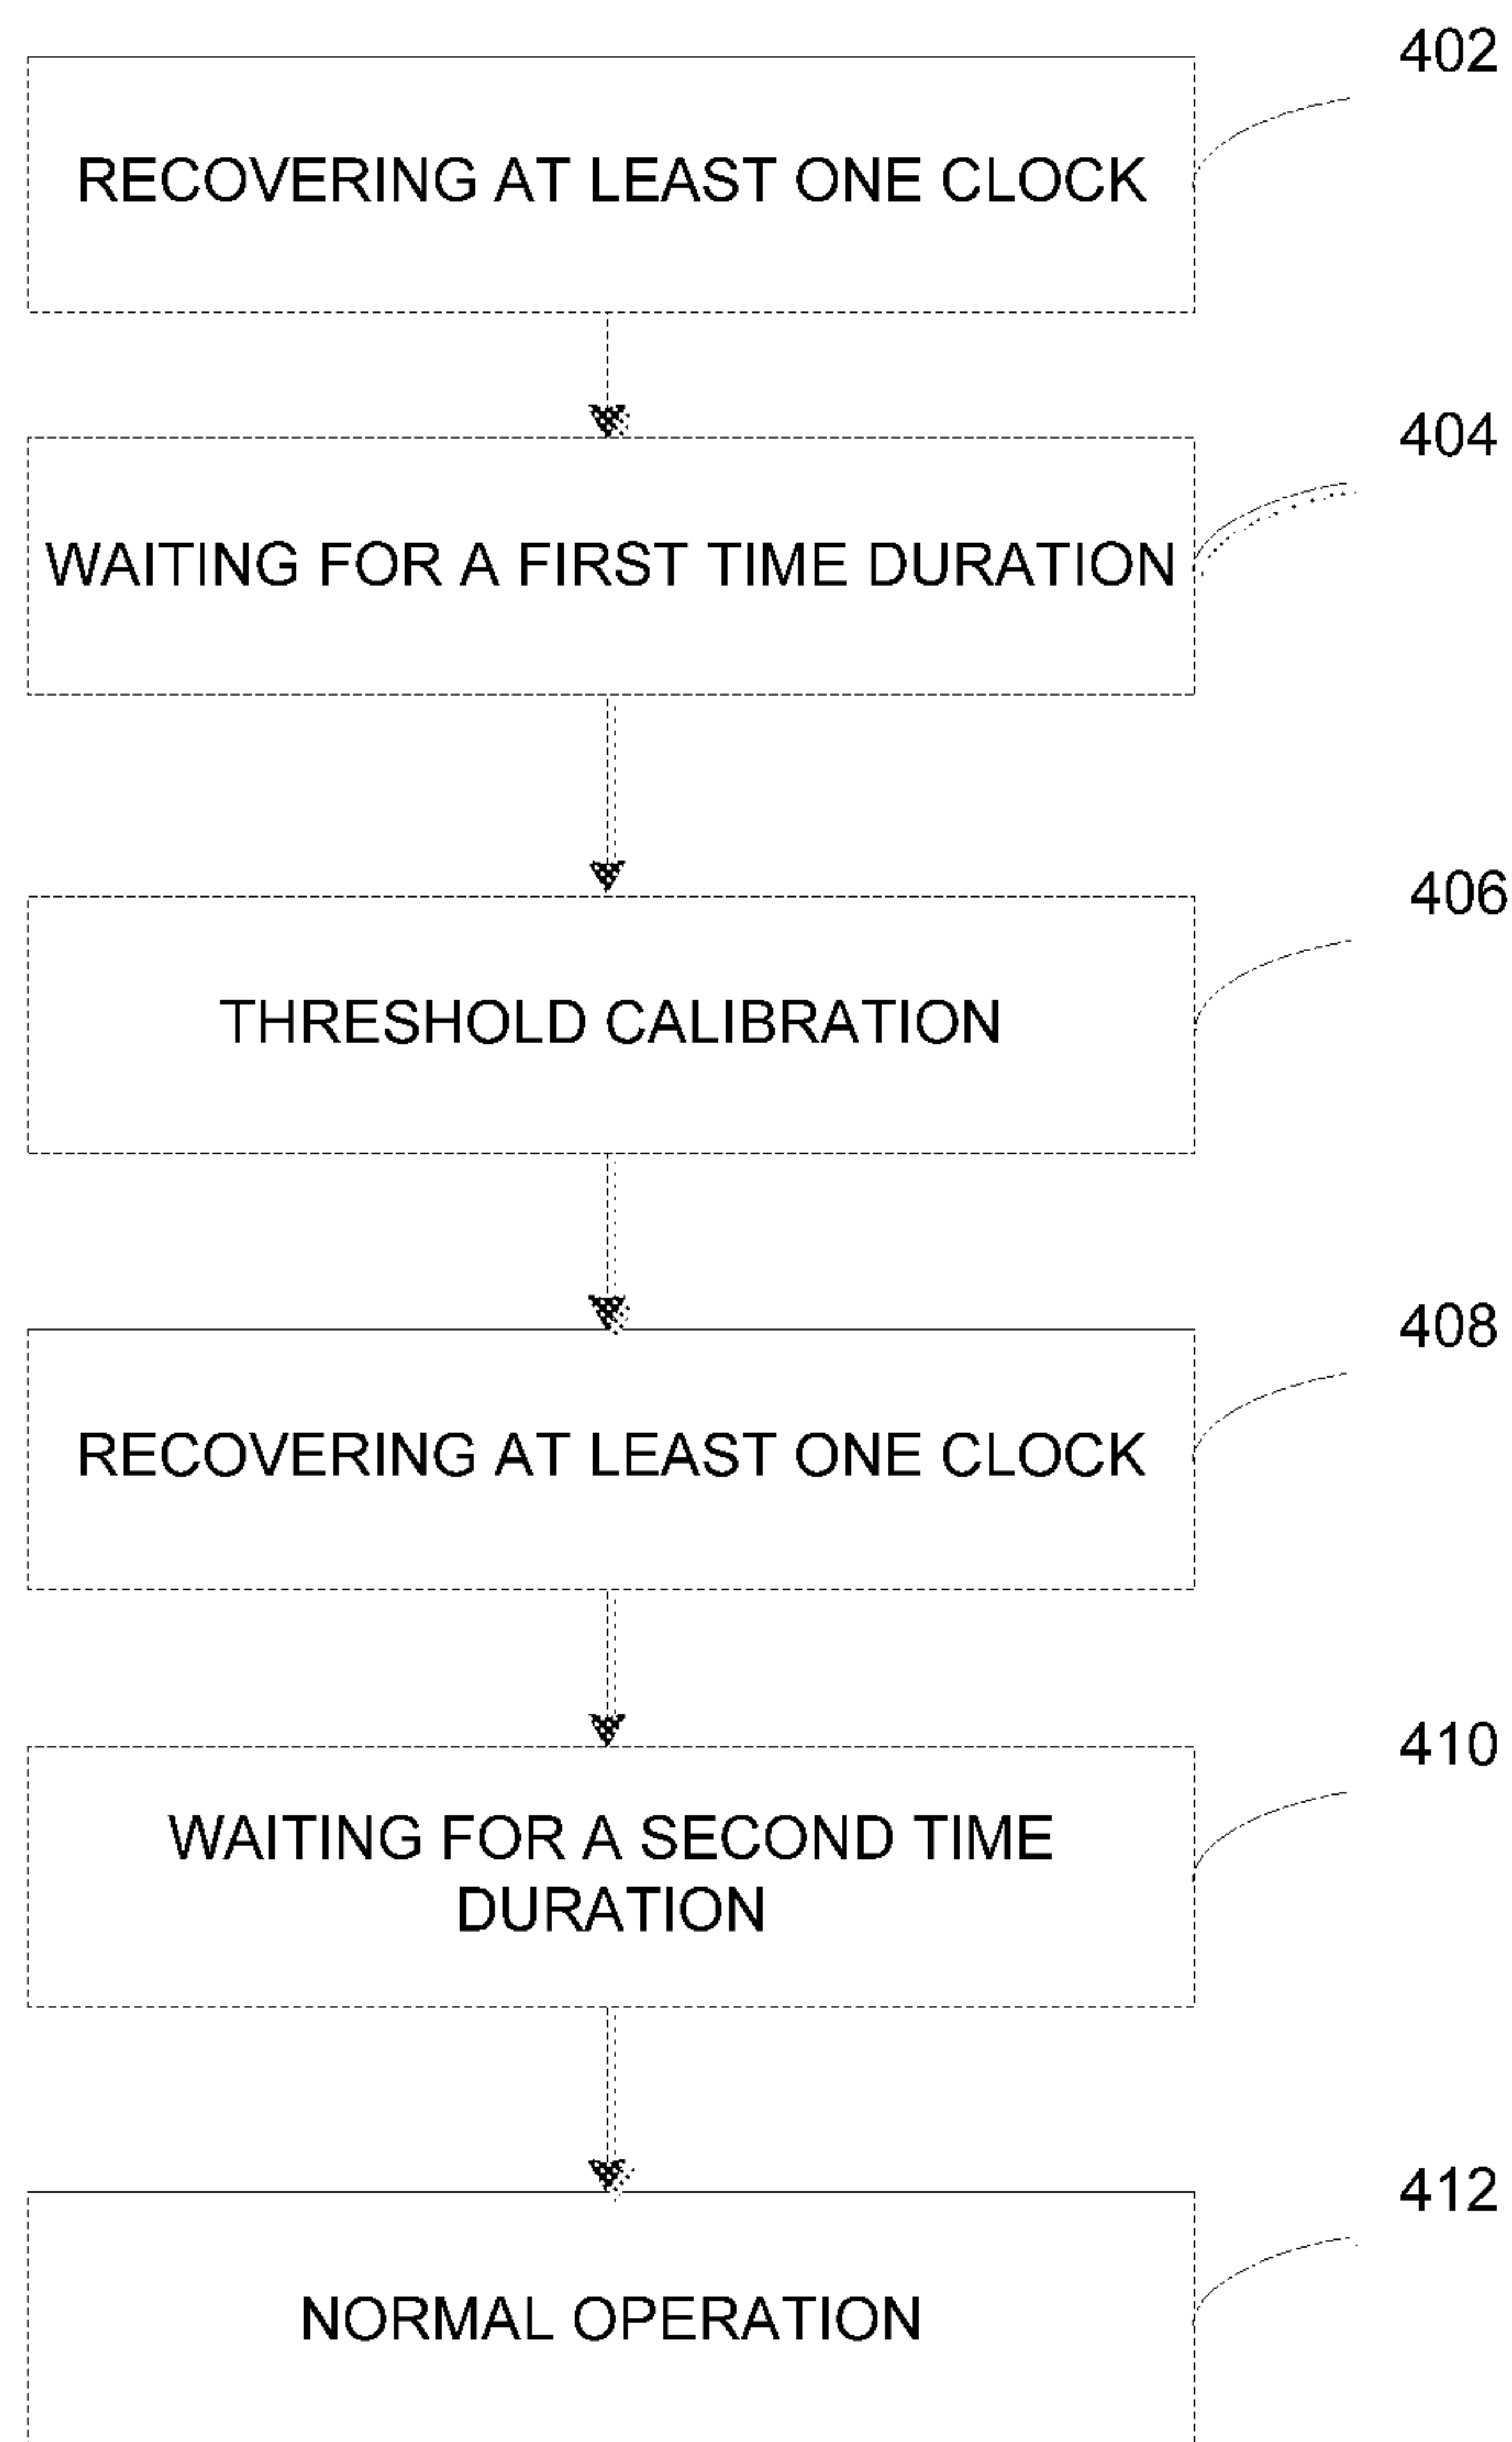 402
RECOVERING AT LEAST ONE CLOCK
404
WAITING FOR A FIRST TIME DURATION
406
THRESHOLD CALIBRATION
408
RECOVERING AT LEAST ONE CLOCK
410
WAITING FOR A SECOND TIME
DURATION
412
NORMAL OPERATION